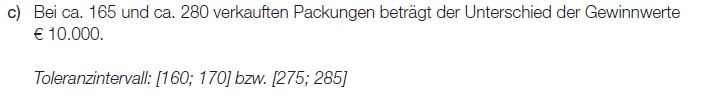 c) Bei ca. 165 und ca. 280 verkauften Packungen beträgt der Unterschied der Gewinnwerte
€ 10.000.
Toleranzintervall: [160; 170] bzw. [275; 285]